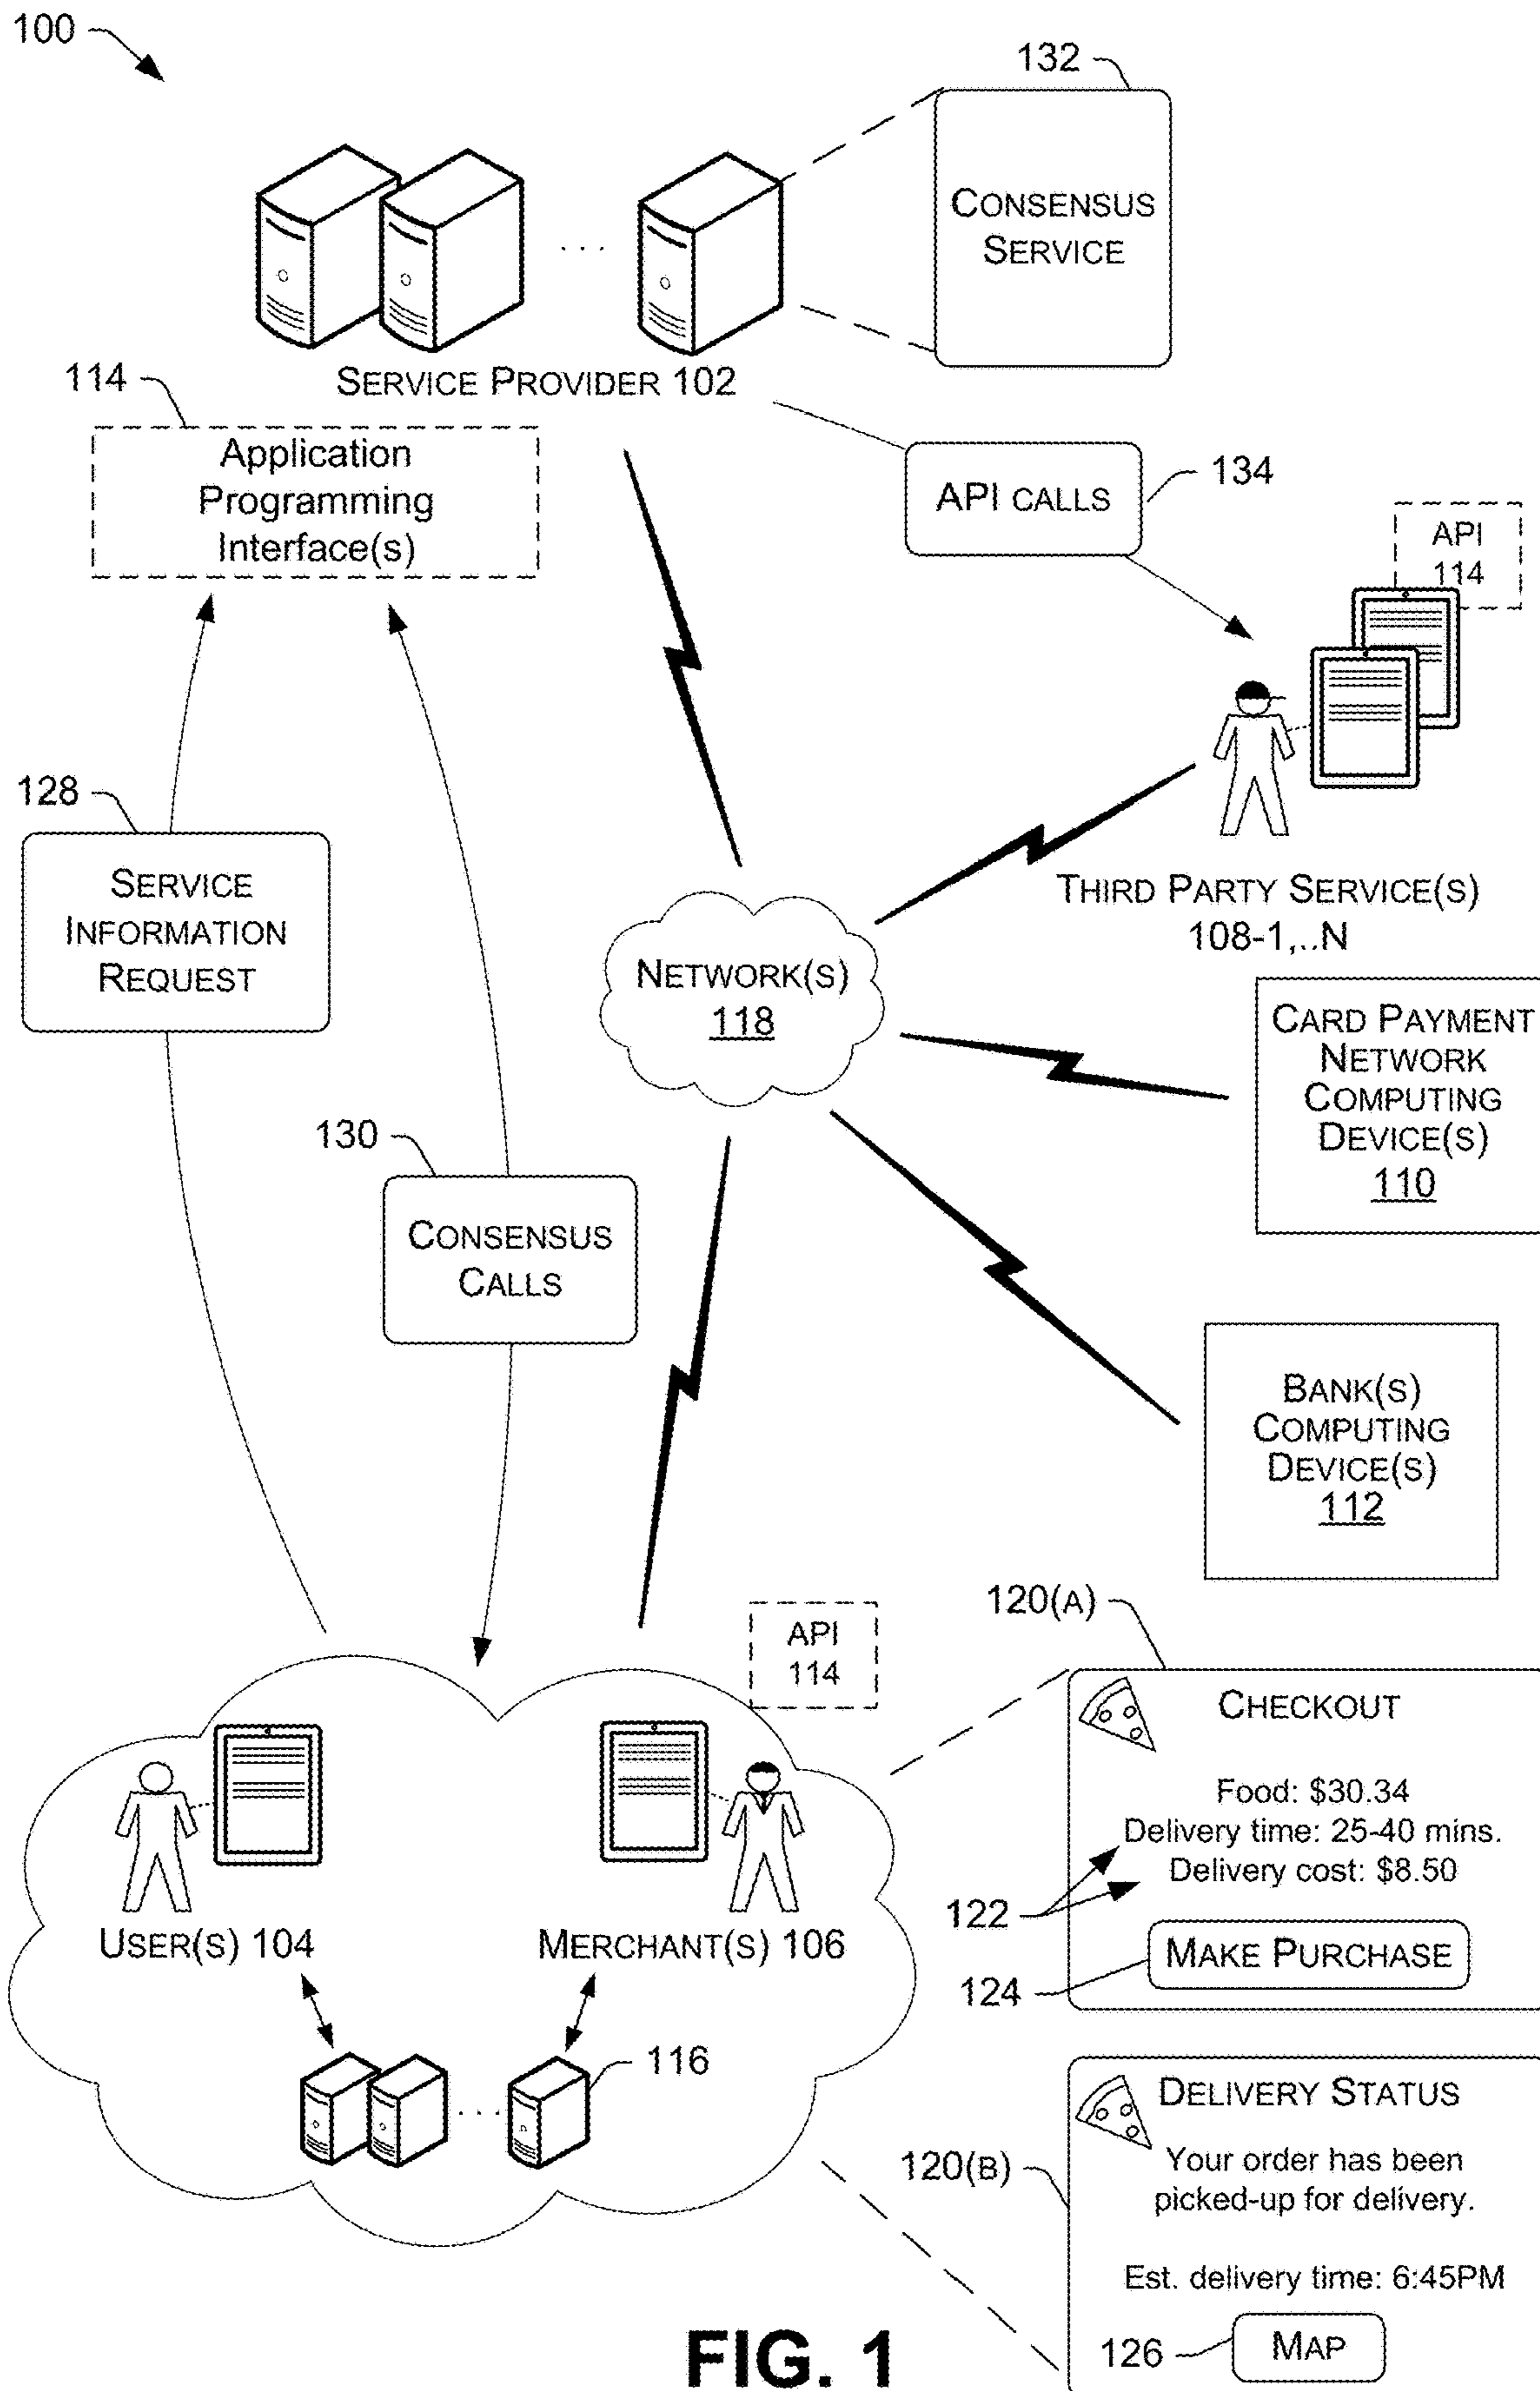 100
132
CONSENSUS
SERVICE
SERVICE PROVIDER 102
114
Application
Programming
Interface(s)
API CALLS
134
API
114
128
SERVICE
INFORMATION
REQUEST
THIRD PARTY SERVICE(S)
108-1,..N
NETWORK(S)
118
CARD PAYMENT
NETWORK
COMPUTING
DEVICE(S)
110
130
CONSENSUS
CALLS
BANK(S)
COMPUTING
DEVICE(S)
112
API
114
120(A)
CHECKOUT
Food: $30.34
Delivery time: 25-40 mins.
Delivery cost: $8.50
122
MAKE PURCHASE
124
USER(S) 104
MERCHANT(S) 106
116
120(B)
DELIVERY STATUS
Your order has been
picked-up for delivery.
Est. delivery time: 6:45PM
126
MAP
FIG. 1